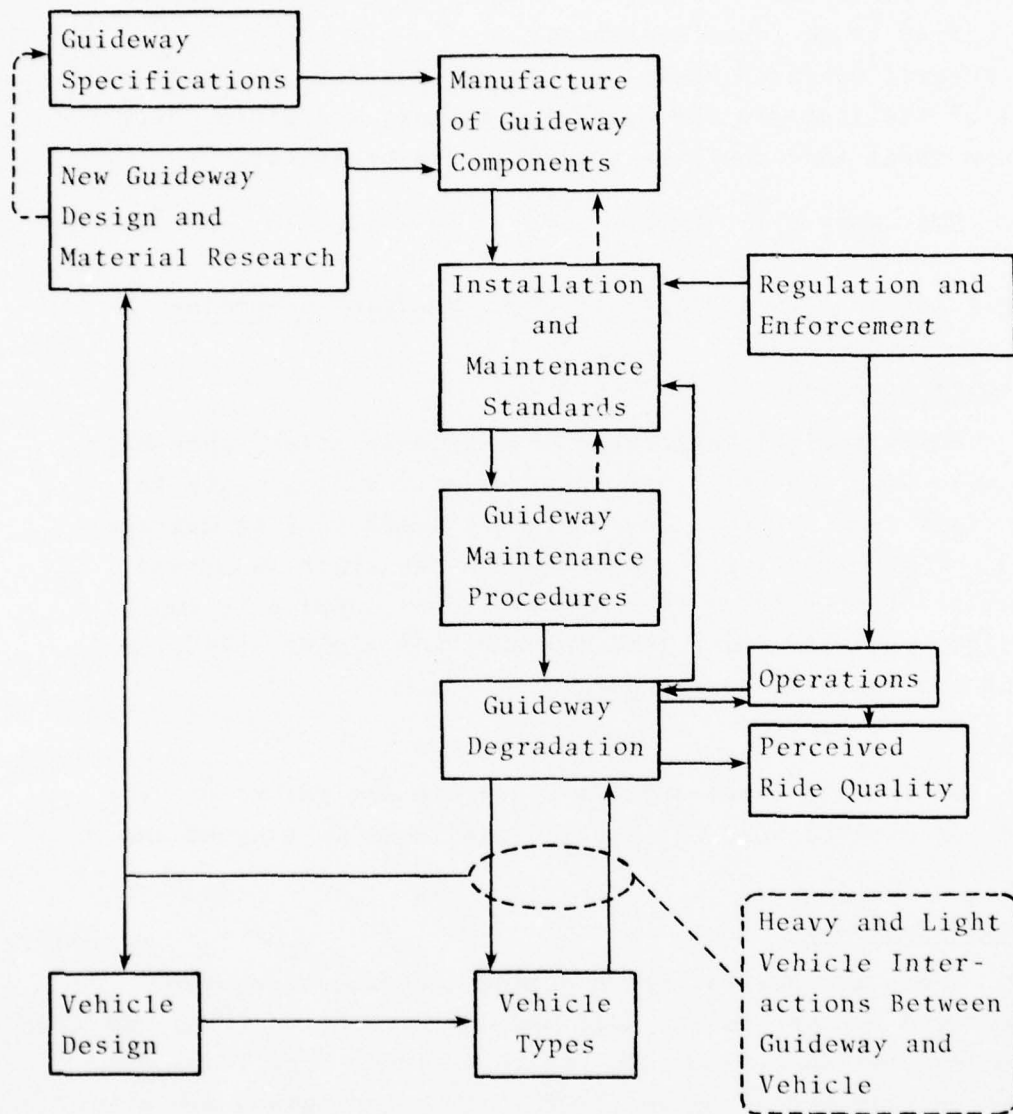 Guideway
Specifications
Manufacture
of Guideway
Components
New Guideway
Design and
Material Research
Installation
and
Maintenance
Standards
Regulation and
Enforcement
Guideway
Maintenance
Procedures
Operations
Guideway
Degradation
Perceived
Ride Quality
Heavy and Light
Vehicle Inter-
actions Between
Guideway and
Vehicle
Vehicle
Design
Vehicle
Types